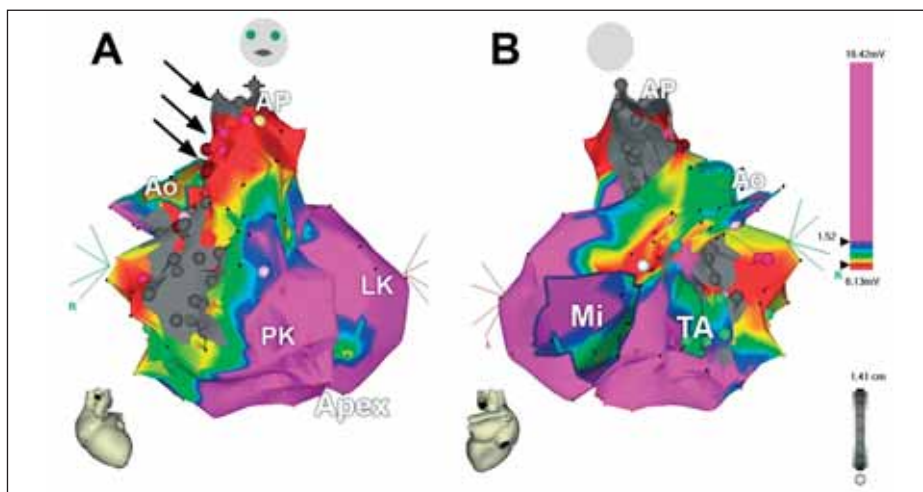 A
AP
Ao
LK
PK
Apex
R
B
AP
Ao
Mi
TA
16.42mV
1.52
0.13mV
1.41 cm